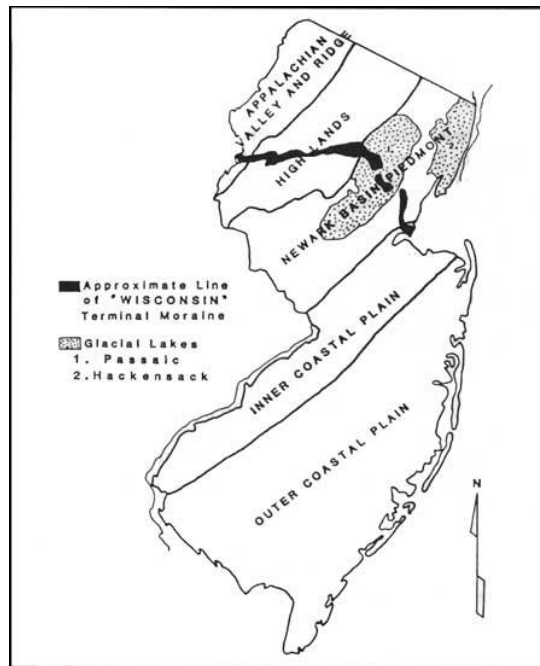 APPALACHIAN
VALLEY AND RIDGE
HIGHLANDS
NEWARK BASIN PIEDMONT
Approximate Line
of "WISCONSIN"
Terminal Moraine
Glacial Lakes
1. Passaic
2. Hackensack
INNER COASTAL PLAIN
OUTER COASTAL PLAIN
N